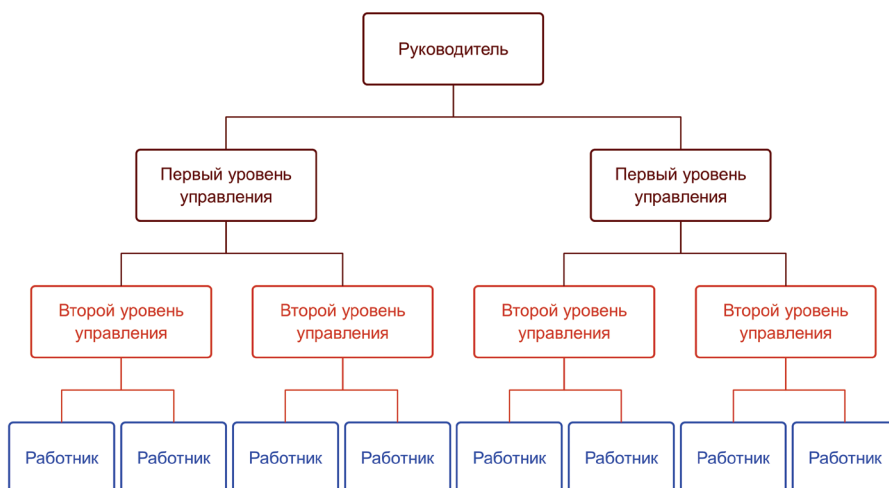 Руководитель
Первый уровень
управления
Первый уровень
управления
Второй уровень
управления
Второй уровень
управления
Второй уровень
управления
Второй уровень
управления
Работник
Работник
Работник
Работник
Работник
Работник
Работник
Работник